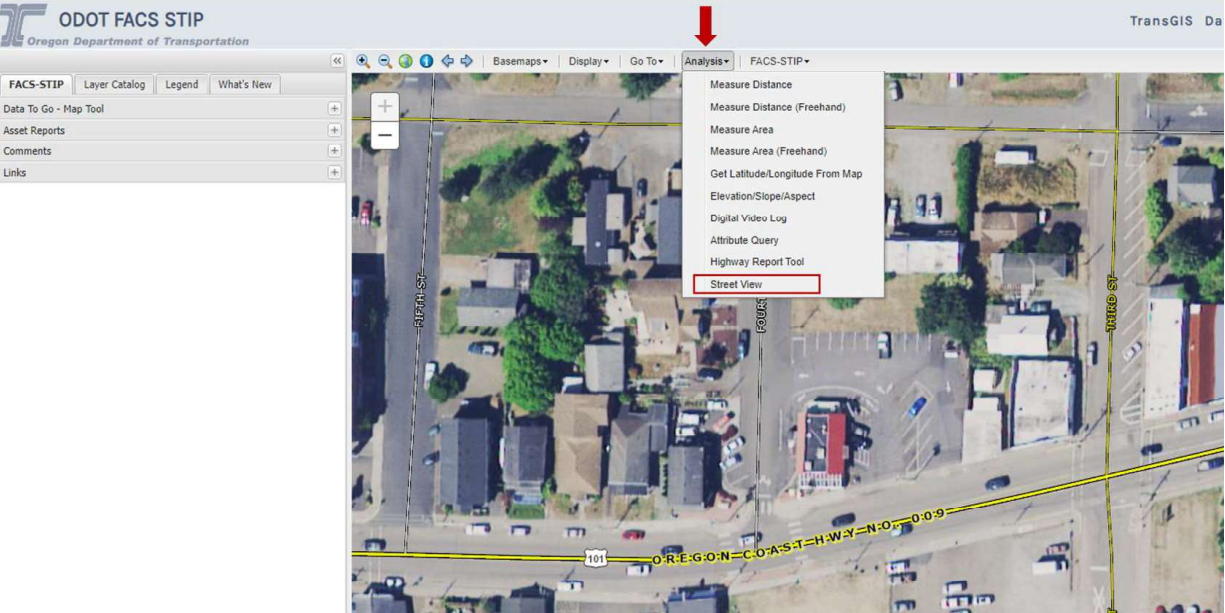 ODOT FACS STIP
Oregon Department of Transportation
TransGIS Da
Basemaps
Display
Go To
Analysis
FACS-STIP
FACS-STIP
Layer Catalog
Legend
What's New
Data To Go - Map Tool
Asset Reports
Comments
Links
Measure Distance
Measure Distance (Freehand)
Measure Area
Measure Area (Freehand)
Get Latitude/Longitude From Map
Elevation/Slope/Aspect
Digital Video Log
Attribute Query
Highway Report Tool
Street View
FIFTH ST
FOURT
THIRD ST
101
OREGON COAST HWY NO. 009